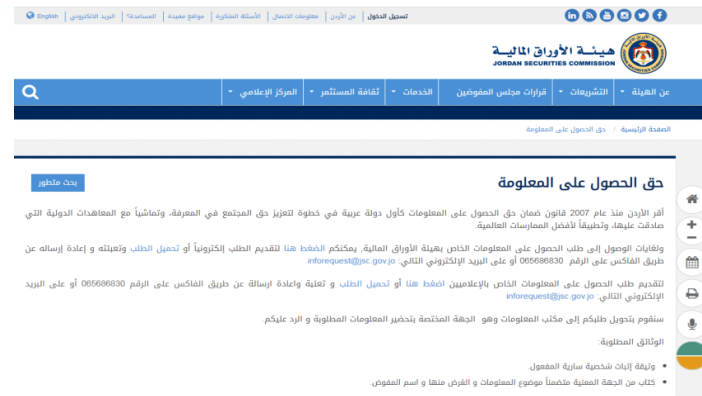 تسجيل الدخول | عن الأردن | معلومات الاتصال | الأسئلة المتكررة | مواقع مفيدة | المساعدة؟ | البريد الالكتروني | English
هيئة الأوراق المالية
JORDAN SECURITIES COMMISSION
عن الهيئة | التشريعات | قرارات مجلس المفوضين | الخدمات | ثقافة المستثمر | المركز الإعلامي
الصفحة الرئيسية / حق الحصول على المعلومة
حق الحصول على المعلومة
بحث متطور
أقر الأردن منذ عام 2007 قانون ضمان حق الحصول على المعلومات كأول دولة عربية في خطوة لتعزيز حق المجتمع في المعرفة، وتماشياً مع المعاهدات الدولية التي
صادقت عليها، وتطبيقاً لأفضل الممارسات العالمية.
ولغايات الوصول إلى طلب الحصول على المعلومات الخاص بهيئة الأوراق المالية, يمكنكم الضغط هنا لتقديم الطلب إلكترونياً أو تحميل الطلب وتعبئته و إعادة إرساله عن
طريق الفاكس على الرقم 065686830 أو على البريد الإلكتروني التالي: inforequest@jsc.gov.jo
لتقديم طلب الحصول على المعلومات الخاص بالإعلاميين اضغط هنا أو تحميل الطلب و تعئبة واعادة ارسالة عن طريق الفاكس على الرقم 065686830 أو على البريد
الإلكتروني التالي: inforequest@jsc.gov.jo
سنقوم بتحويل طلبكم إلى مكتب المعلومات وهو الجهة المختصة بتحضير المعلومات المطلوبة و الرد عليكم.
الوثائق المطلوبة:
وثيقة إثبات شخصية سارية المفعول.
كتاب من الجهة المعنية متضمناً موضوع المعلومات و الغرض منها و اسم المفوض.